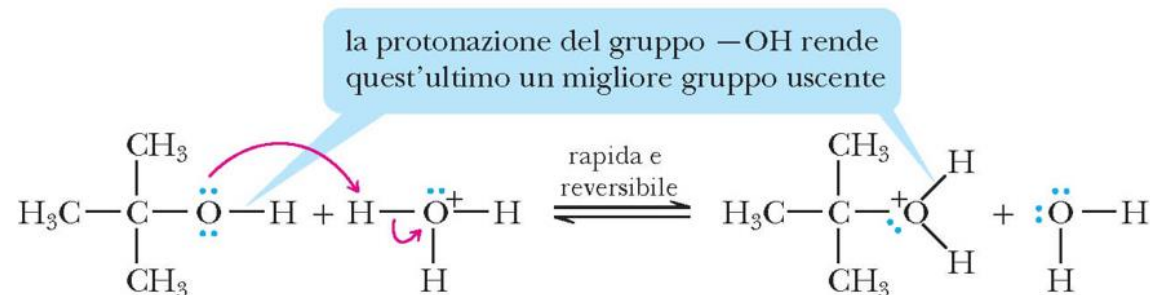 la protonazione del gruppo —OH rende
quest'ultimo un migliore gruppo uscente
CH₃
H₃C—C—O—H + H—O⁺—H
CH₃
H
rapida e
reversibile
CH₃
H
H₃C—C—O⁺
H
CH₃
+ O—H
H